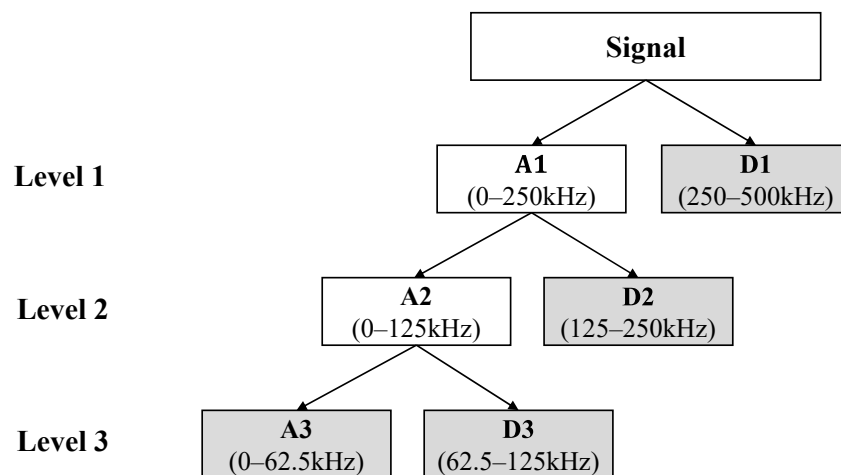 Signal
Level 1
A1
(0–250kHz)
D1
(250–500kHz)
Level 2
A2
(0–125kHz)
D2
(125–250kHz)
Level 3
A3
(0–62.5kHz)
D3
(62.5–125kHz)